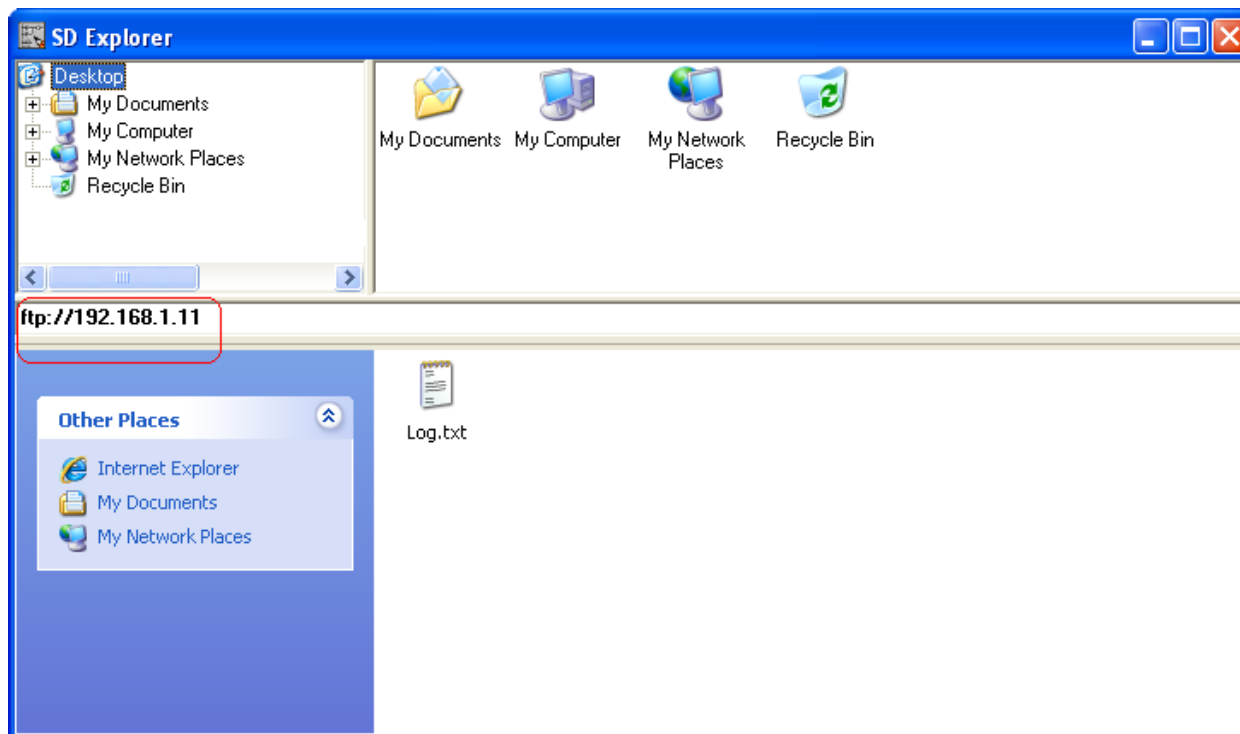 SD Explorer
Desktop
My Documents
My Computer
My Network Places
Recycle Bin
My Documents
My Computer
My Network
Places
Recycle Bin
ftp://192.168.1.11
Other Places
Internet Explorer
My Documents
My Network Places
Log.txt